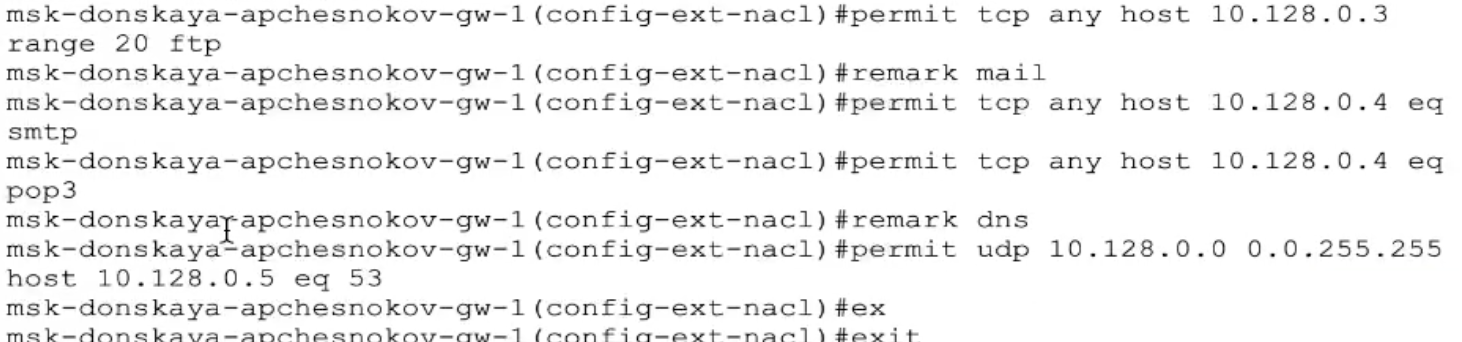 msk-donskaya-apchesnokov-gw-1(config-ext-nacl)#permit tcp any host 10.128.0.3
range 20 ftp
msk-donskaya-apchesnokov-gw-1(config-ext-nacl)#remark mail
msk-donskaya-apchesnokov-gw-1(config-ext-nacl)#permit tcp any host 10.128.0.4 eq
smtp
msk-donskaya-apchesnokov-gw-1(config-ext-nacl)#permit tcp any host 10.128.0.4 eq
pop3
msk-donskaya-apchesnokov-gw-1(config-ext-nacl)#remark dns
msk-donskaya-apchesnokov-gw-1(config-ext-nacl)#permit udp 10.128.0.0 0.0.255.255
host 10.128.0.5 eq 53
msk-donskaya-apchesnokov-gw-1(config-ext-nacl)#ex
msk-donskaya-apchesnokov-gw-1(config-ext-nacl)#exit